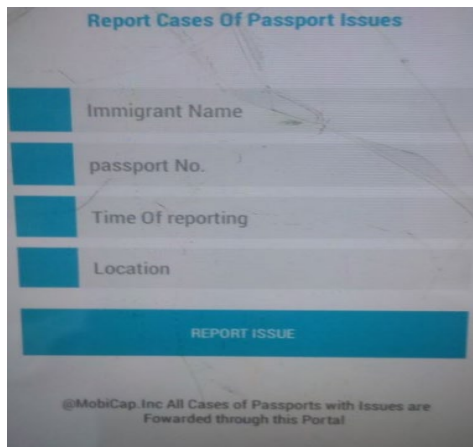 Report Cases Of Passport Issues
Immigrant Name
passport No.
Time Of reporting
Location
REPORT ISSUE
@MobiCap.Inc All Cases of Passports with Issues are
Fowarded through this Portal